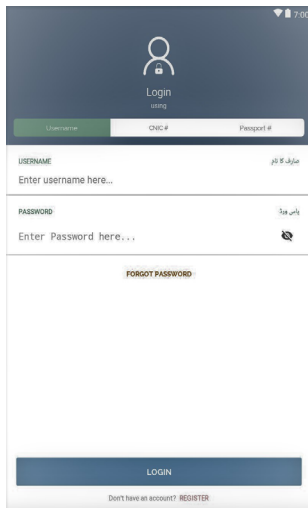 7:00
Login
using
Username CNIC # Passport #
USERNAME صارف کا نام
Enter username here...
PASSWORD پاس ورڈ
Enter Password here...
FORGOT PASSWORD
LOGIN
Don't have an account? REGISTER